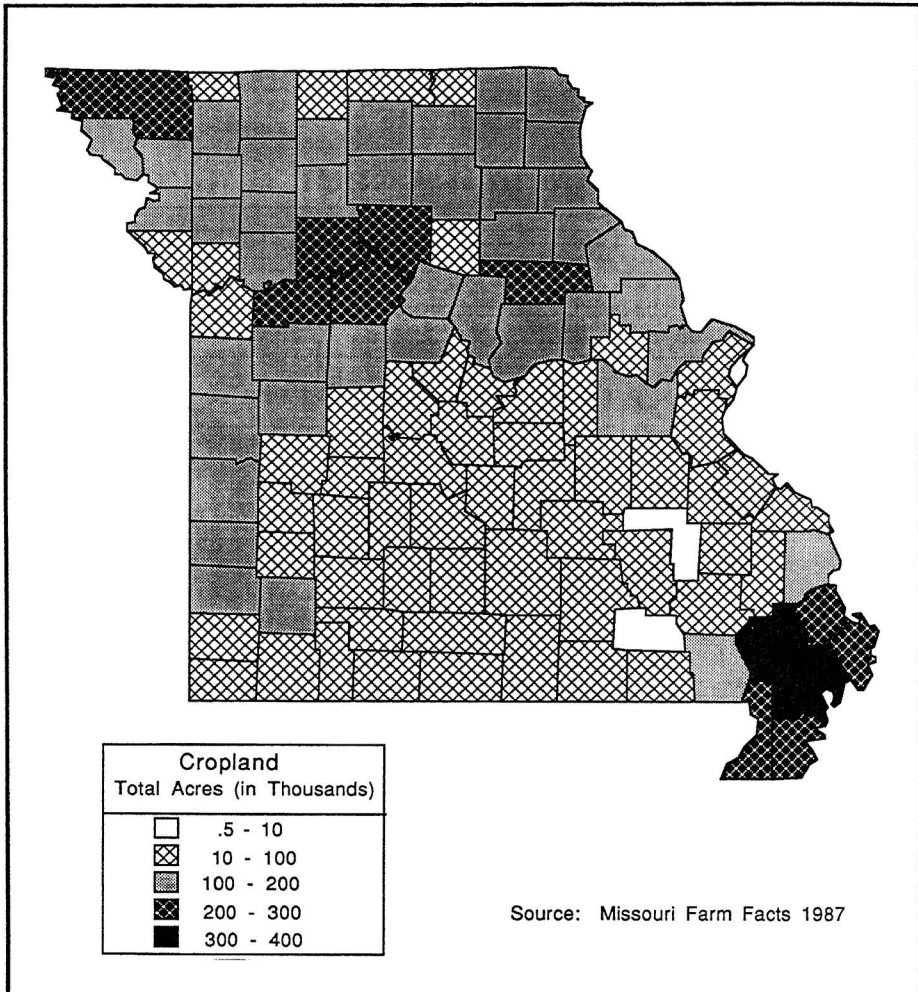 Cropland
Total Acres (in Thousands)
.5 - 10
10 - 100
100 - 200
200 - 300
300 - 400
Source: Missouri Farm Facts 1987